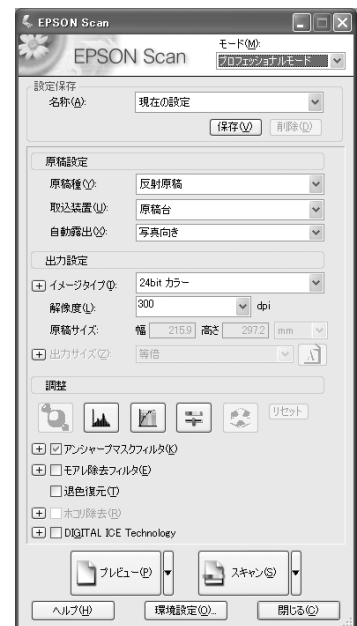 EPSON Scan
EPSON Scan
モード(M):
プロフェッショナルモード
設定保存
名称(A): 現在の設定
保存(V) 削除(D)
原稿設定
原稿種(Y): 反射原稿
取込装置(U): 原稿台
自動露出(X): 写真向き
出力設定
イメージタイプ(I): 24bit カラー
解像度(L): 300 dpi
原稿サイズ: 幅 215.9 高さ 297.2 mm
出力サイズ(Z): 等倍 A
調整
リセット
アンシャープマスクフィルタ(K)
モアレ除去フィルタ(E)
退色復元(T)
ホコリ除去(R)
DIGITAL ICE Technology
プレビュー(P) スキャン(S)
ヘルプ(H) 環境設定(O)... 閉じる(C)